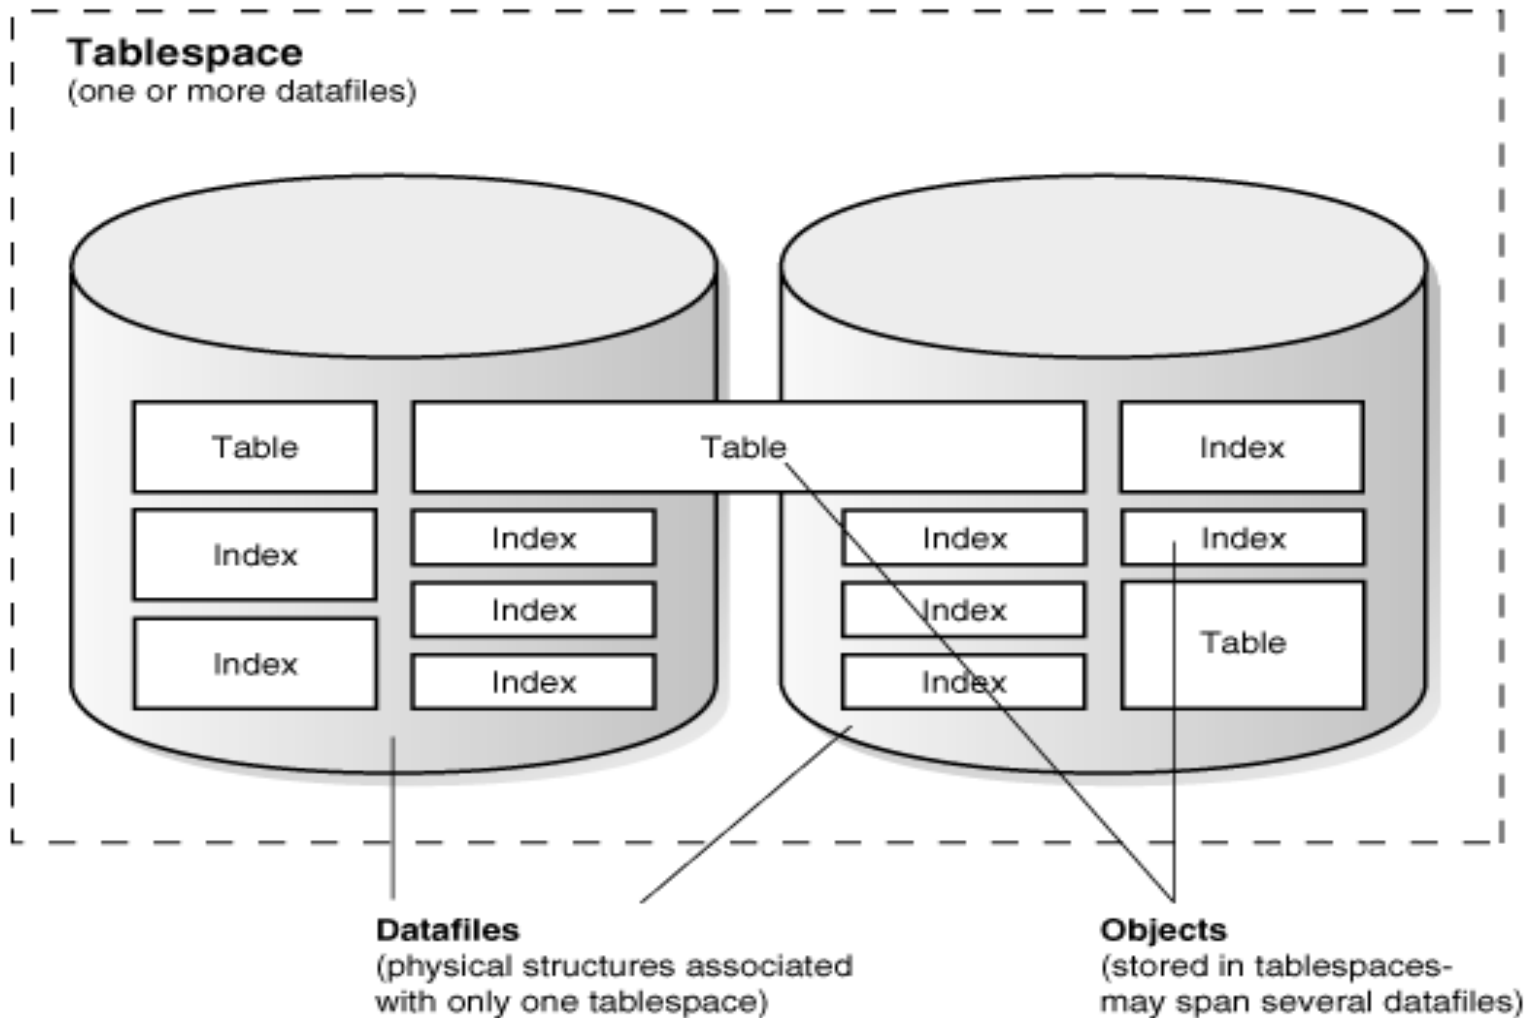 Tablespace
(one or more datafiles)
Table
Table
Index
Index
Index
Index
Index
Index
Index
Index
Table
Index
Index
Index
Datafiles
(physical structures associated
with only one tablespace)
Objects
(stored in tablespaces-
may span several datafiles)